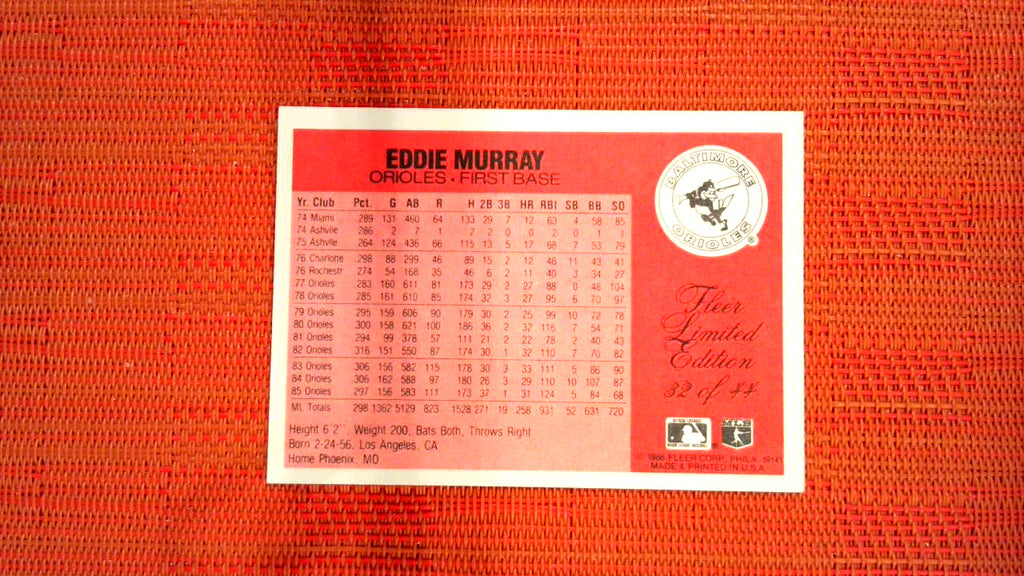 EDDIE MURRAY
ORIOLES • FIRST BASE
Yr. Club Pct. G AB R H 2B 3B HR RBI SB BB SO
74 Miami 289 131 460 64 133 29 7 12 63 4 58 85
74 Ashvlle 286 2 7 1 2 2 0 0 2 0 1 1
75 Ashvlle 264 124 436 66 115 13 5 17 68 7 53 79
76 Charlotte 298 88 299 46 89 15 2 12 46 11 43 41
76 Rochestr 274 54 168 35 46 6 2 11 40 3 34 27
77 Orioles 283 160 611 81 173 29 2 27 88 0 48 104
78 Orioles 285 161 610 85 174 32 3 27 95 6 70 97
79 Orioles 295 159 606 90 179 30 2 25 99 10 72 78
80 Orioles 300 158 621 100 186 36 2 32 116 7 54 71
81 Orioles 294 99 378 57 111 21 2 22 78 2 40 43
82 Orioles 316 151 550 87 174 30 1 32 110 7 70 82
83 Orioles 306 156 582 115 178 30 3 33 111 5 86 90
84 Orioles 306 162 588 97 180 26 3 29 110 10 107 87
85 Orioles 297 156 583 111 173 37 1 31 124 5 84 68
ML Totals 298 1362 5129 823 1528 271 19 258 931 52 631 720
Height 6'2", Weight 200, Bats Both, Throws Right
Born 2-24-56, Los Angeles, CA
Home Phoenix, MD
BALTIMORE
ORIOLES
®
Fleer
Limited
Edition
32 of 44
MLB
© 1986 FLEER CORP., PHILA. 19141
MADE & PRINTED IN U.S.A.